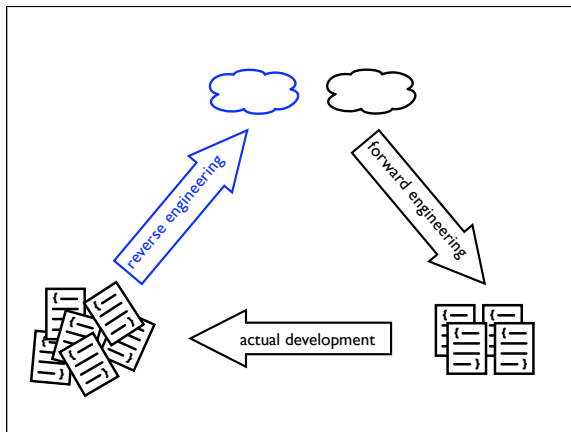 reverse engineering
forward engineering
actual development